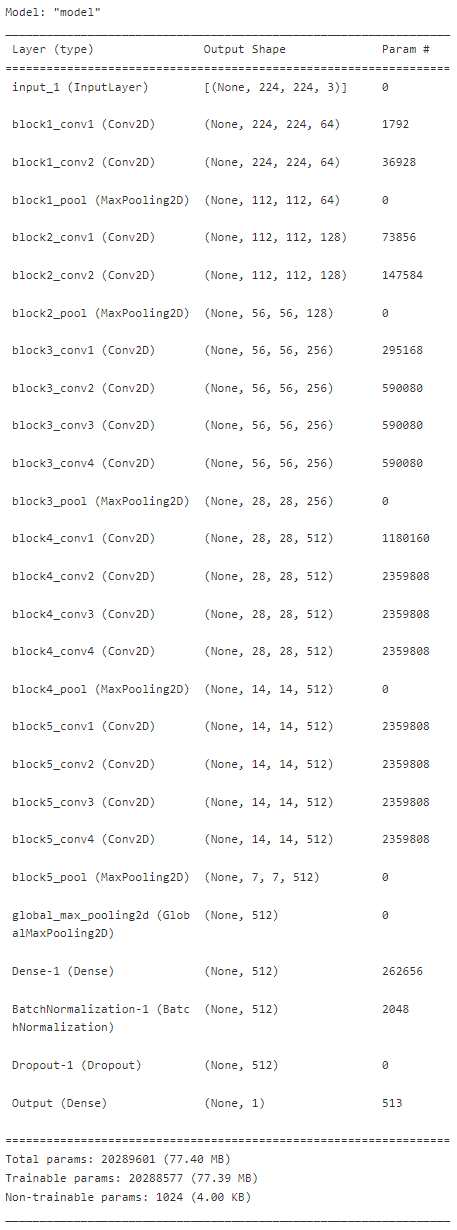 Model: "model"
_________________________________________________________________
Layer (type) Output Shape Param #
=================================================================
input_1 (InputLayer) [(None, 224, 224, 3)] 0
block1_conv1 (Conv2D) (None, 224, 224, 64) 1792
block1_conv2 (Conv2D) (None, 224, 224, 64) 36928
block1_pool (MaxPooling2D) (None, 112, 112, 64) 0
block2_conv1 (Conv2D) (None, 112, 112, 128) 73856
block2_conv2 (Conv2D) (None, 112, 112, 128) 147584
block2_pool (MaxPooling2D) (None, 56, 56, 128) 0
block3_conv1 (Conv2D) (None, 56, 56, 256) 295168
block3_conv2 (Conv2D) (None, 56, 56, 256) 590080
block3_conv3 (Conv2D) (None, 56, 56, 256) 590080
block3_conv4 (Conv2D) (None, 56, 56, 256) 590080
block3_pool (MaxPooling2D) (None, 28, 28, 256) 0
block4_conv1 (Conv2D) (None, 28, 28, 512) 1180160
block4_conv2 (Conv2D) (None, 28, 28, 512) 2359808
block4_conv3 (Conv2D) (None, 28, 28, 512) 2359808
block4_conv4 (Conv2D) (None, 28, 28, 512) 2359808
block4_pool (MaxPooling2D) (None, 14, 14, 512) 0
block5_conv1 (Conv2D) (None, 14, 14, 512) 2359808
block5_conv2 (Conv2D) (None, 14, 14, 512) 2359808
block5_conv3 (Conv2D) (None, 14, 14, 512) 2359808
block5_conv4 (Conv2D) (None, 14, 14, 512) 2359808
block5_pool (MaxPooling2D) (None, 7, 7, 512) 0
global_max_pooling2d (Glob (None, 512) 0
alMaxPooling2D)
Dense-1 (Dense) (None, 512) 262656
BatchNormalization-1 (Batc (None, 512) 2048
hNormalization)
Dropout-1 (Dropout) (None, 512) 0
Output (Dense) (None, 1) 513
=================================================================
Total params: 20289601 (77.40 MB)
Trainable params: 20288577 (77.39 MB)
Non-trainable params: 1024 (4.00 KB)
_________________________________________________________________